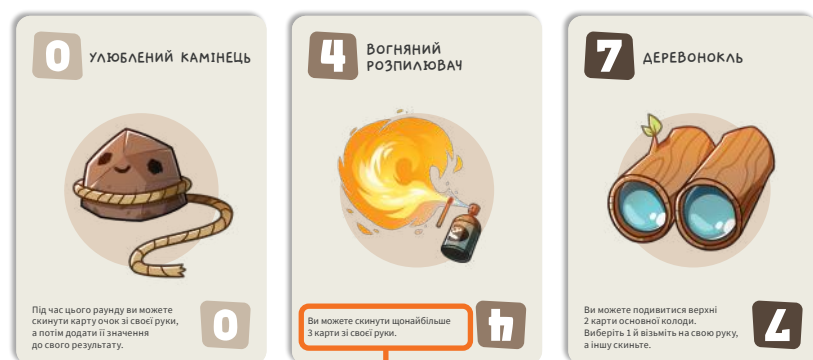 0
УЛЮБЛЕНИЙ КАМІНЕЦЬ
Під час цього раунду ви можете
скинути карту очок зі своєї руки,
а потім додати її значення
до свого результату.
0
4
ВОГНЯНИЙ
РОЗПИЛЮВАЧ
Ви можете скинути щонайбільше
3 карти зі своєї руки.
4
7
ДЕРЕВОНОКЛЬ
Ви можете подивитися верхні
2 карти основної колоди.
Виберіть 1 й візьміть на свою руку,
а іншу скиньте.
7